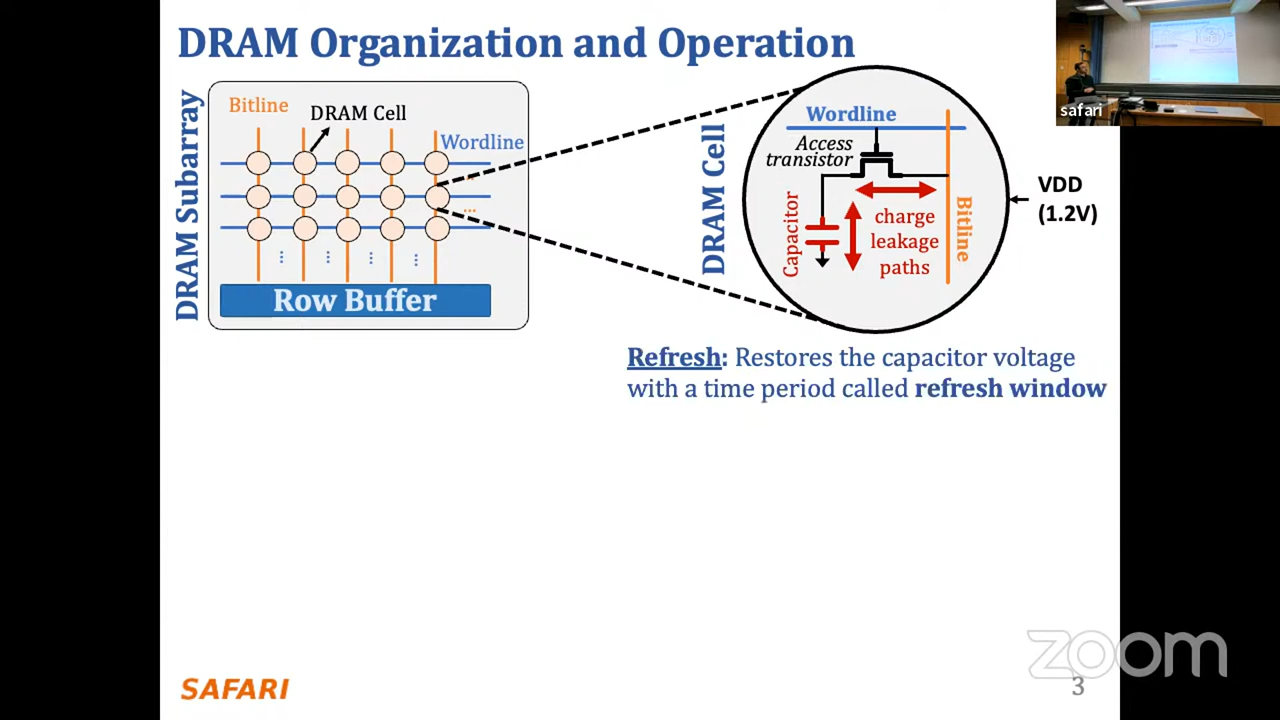 DRAM Organization and Operation
safari
DRAM Subarray
Bitline
DRAM Cell
Wordline
...
...
Row Buffer
DRAM Cell
Wordline
Access
transistor
Capacitor
charge
leakage
paths
Bitline
VDD
(1.2V)
Refresh: Restores the capacitor voltage
with a time period called refresh window
zoom
SAFARI
3